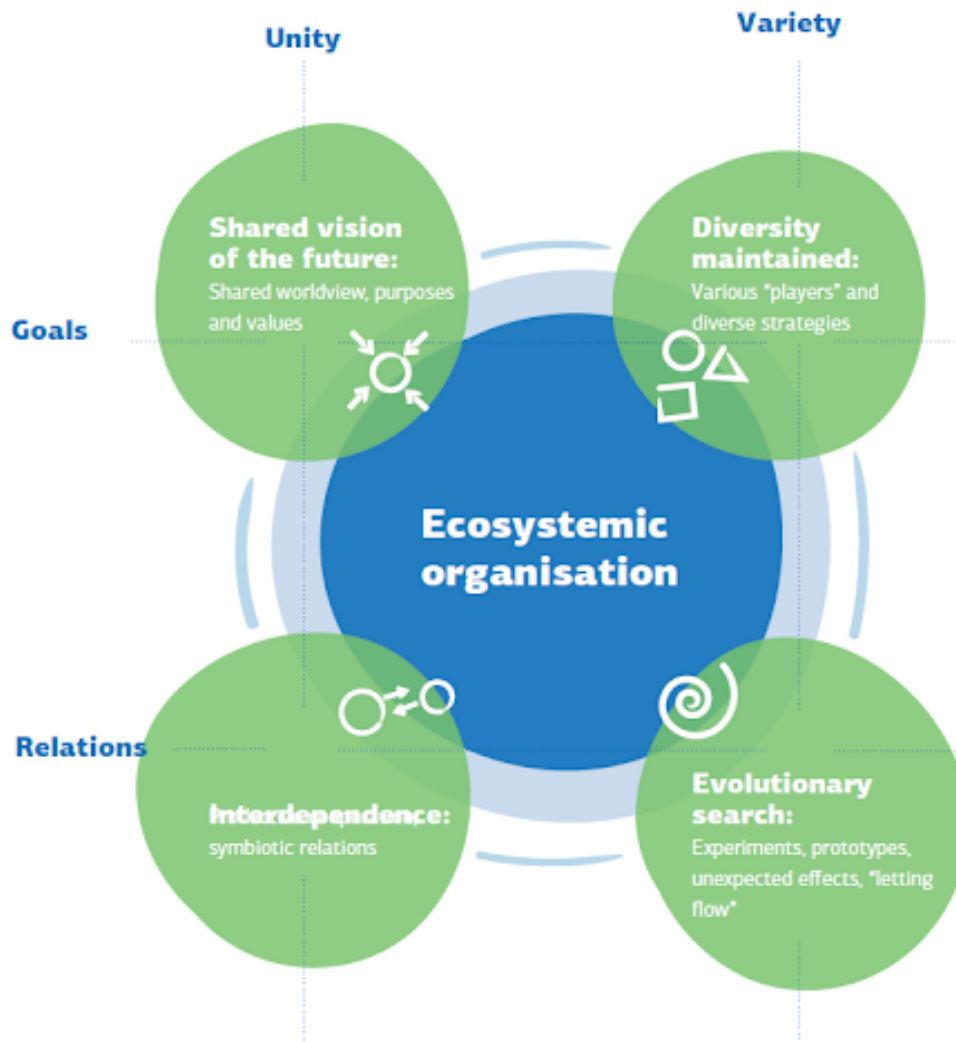 Unity
Variety
Shared vision
of the future:
Shared worldview, purposes
and values
Diversity
maintained:
Various "players" and
diverse strategies
Goals
Ecosystemic
organisation
Relations
Interdependence:
symbiotic relations
Evolutionary
search:
Experiments, prototypes,
unexpected effects, "letting
flow"